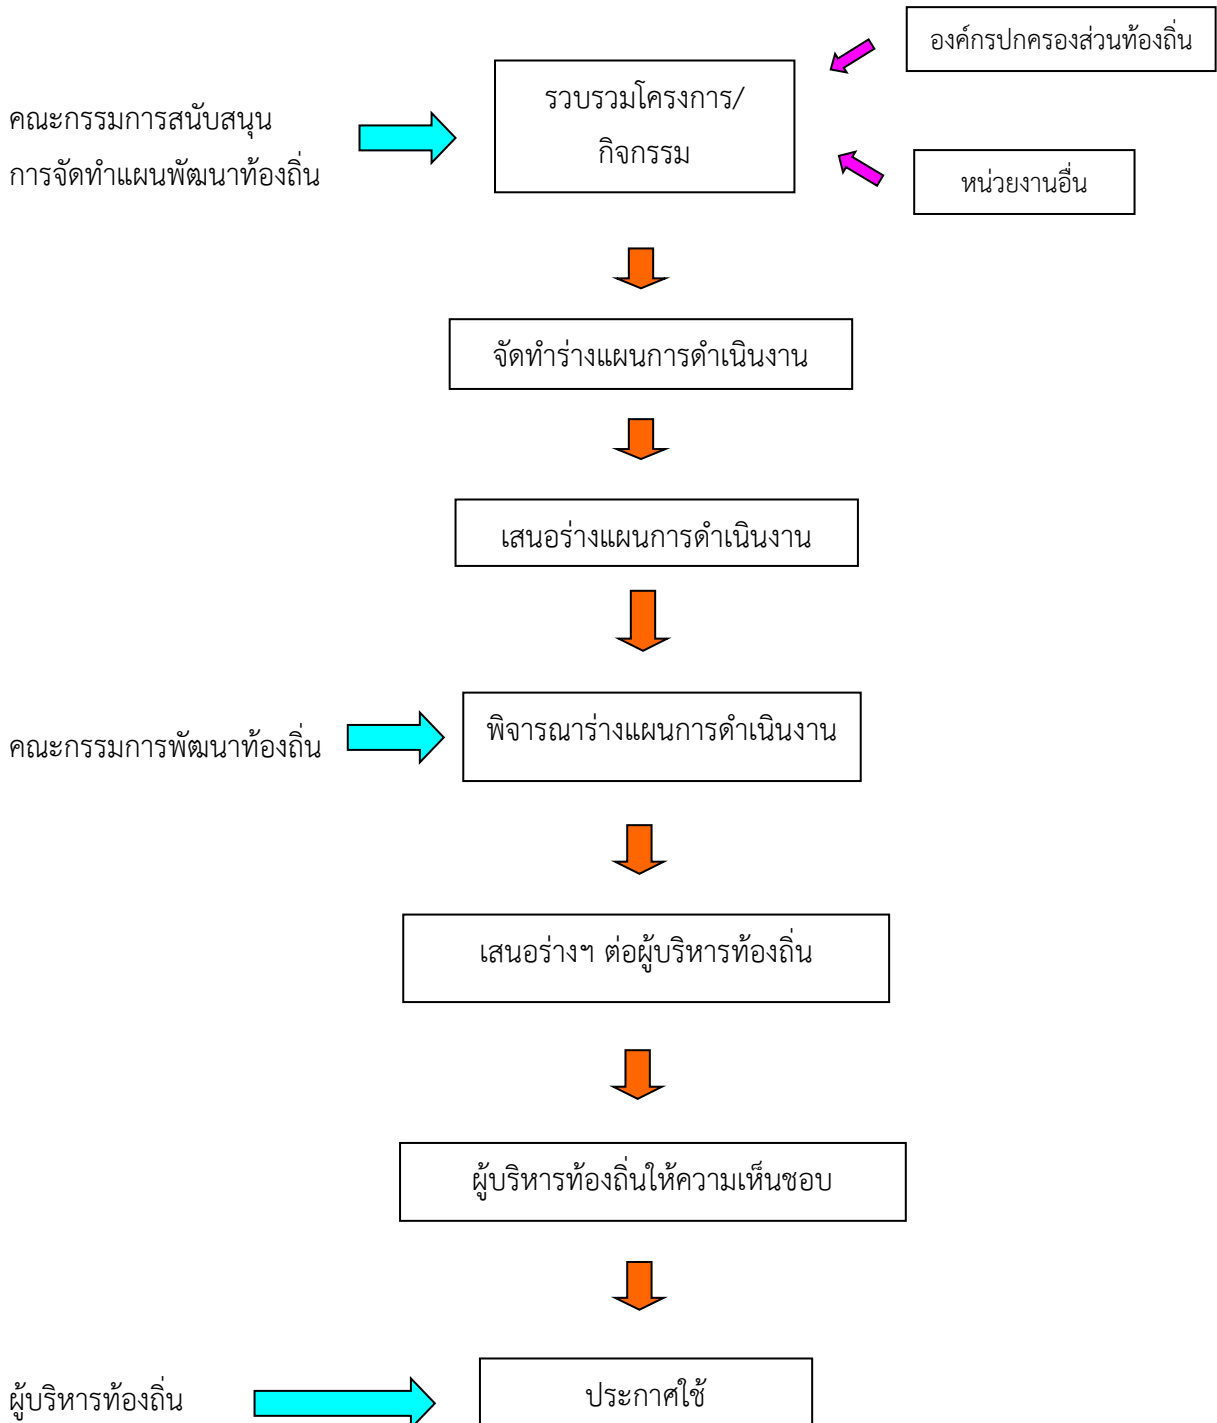 องค์กรปกครองส่วนท้องถิ่น
รวบรวมโครงการ/
กิจกรรม
คณะกรรมการสนับสนุน
การจัดทำแผนพัฒนาท้องถิ่น
หน่วยงานอื่น
จัดทำร่างแผนการดำเนินงาน
เสนอร่างแผนการดำเนินงาน
พิจารณาร่างแผนการดำเนินงาน
คณะกรรมการพัฒนาท้องถิ่น
เสนอร่างฯ ต่อผู้บริหารท้องถิ่น
ผู้บริหารท้องถิ่นให้ความเห็นชอบ
ผู้บริหารท้องถิ่น
ประกาศใช้